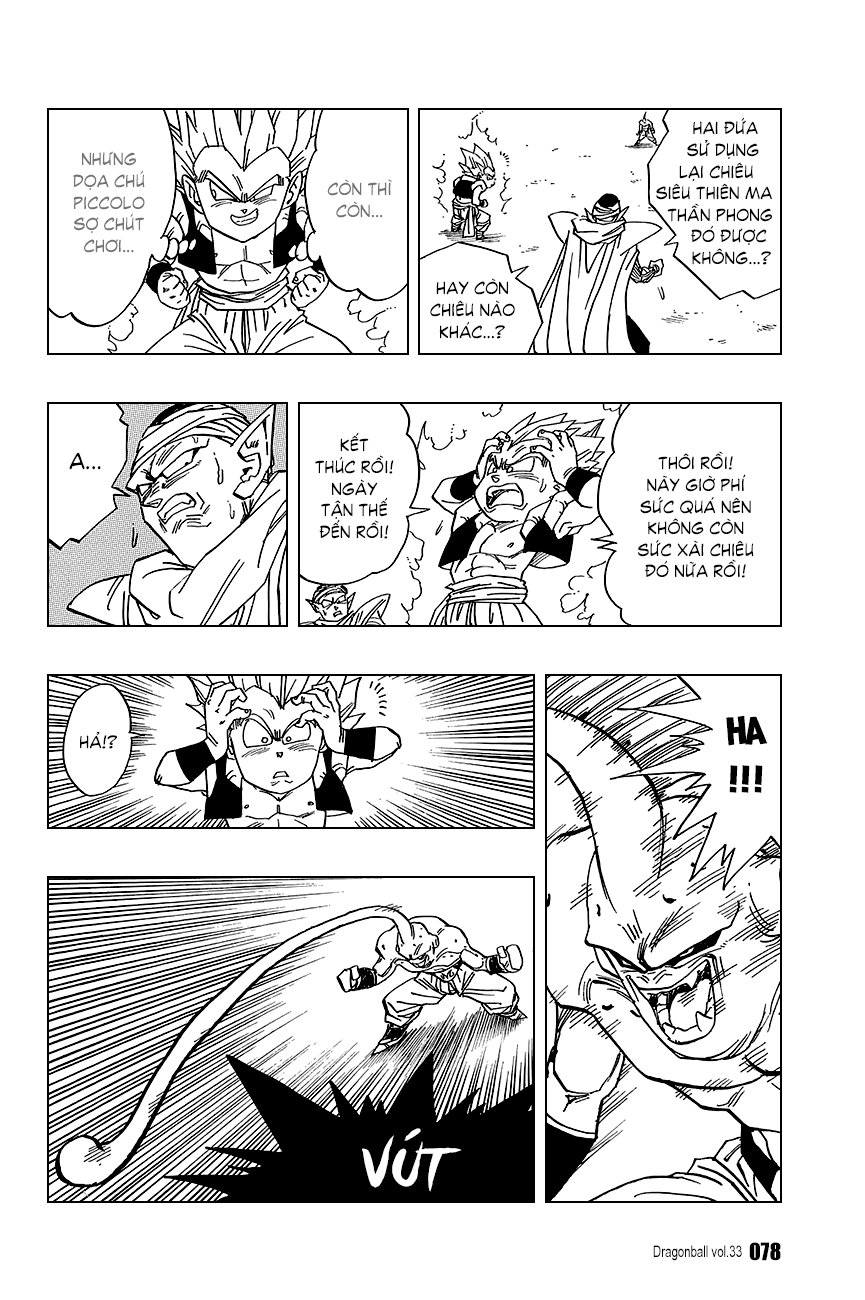 HAI ĐỨA
SỬ DỤNG
LẠI CHIÊU
SIÊU THIÊN MA
THẦN PHONG
ĐÓ ĐƯỢC
KHÔNG...?
HAY CÒN
CHIÊU NÀO
KHÁC...?
CÒN THÌ
CÒN...
NHƯNG
DỌA CHÚ
PICCOLO
SỢ CHÚT
CHƠI...
THÔI RỒI!
NÃY GIỜ PHÍ
SỨC QUÁ NÊN
KHÔNG CÒN
SỨC XÀI CHIÊU
ĐÓ NỮA RỒI!
KẾT
THÚC RỒI!
NGÀY
TẬN THẾ
ĐẾN RỒI!
A...
HA
!!!
HẢ!?
VÚT
Dragonball vol.33 078